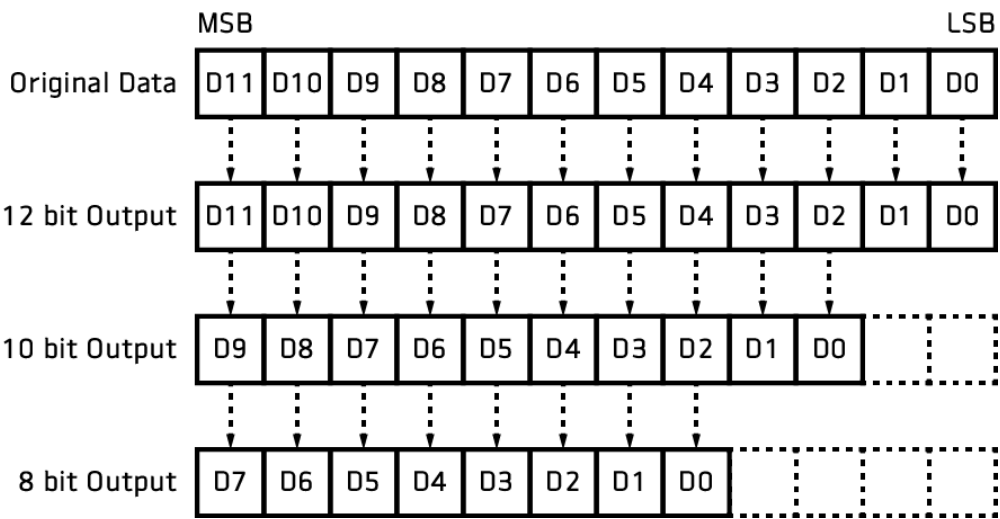 MSB LSB
Original Data D11 D10 D9 D8 D7 D6 D5 D4 D3 D2 D1 D0
12 bit Output D11 D10 D9 D8 D7 D6 D5 D4 D3 D2 D1 D0
10 bit Output D9 D8 D7 D6 D5 D4 D3 D2 D1 D0
8 bit Output D7 D6 D5 D4 D3 D2 D1 D0